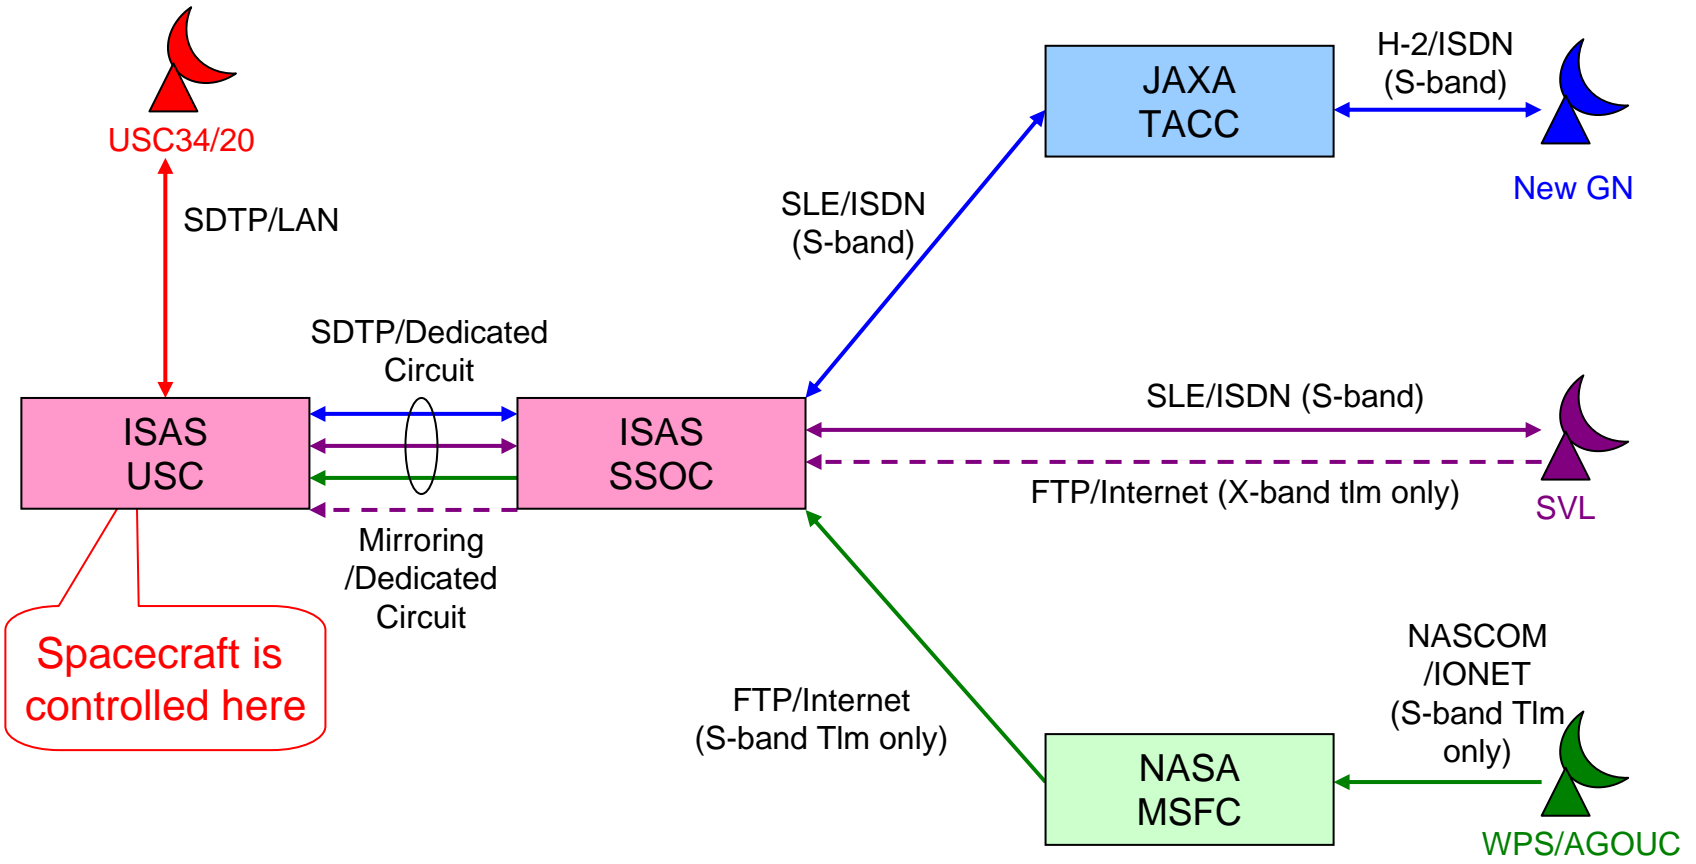 USC34/20
SDTP/LAN
SDTP/Dedicated
Circuit
ISAS
USC
ISAS
SSOC
Mirroring
/Dedicated
Circuit
Spacecraft is
controlled here
SLE/ISDN
(S-band)
JAXA
TACC
H-2/ISDN
(S-band)
New GN
SLE/ISDN (S-band)
FTP/Internet (X-band tlm only)
SVL
FTP/Internet
(S-band Tlm only)
NASA
MSFC
NASCOM
/IONET
(S-band Tlm
only)
WPS/AGOUC